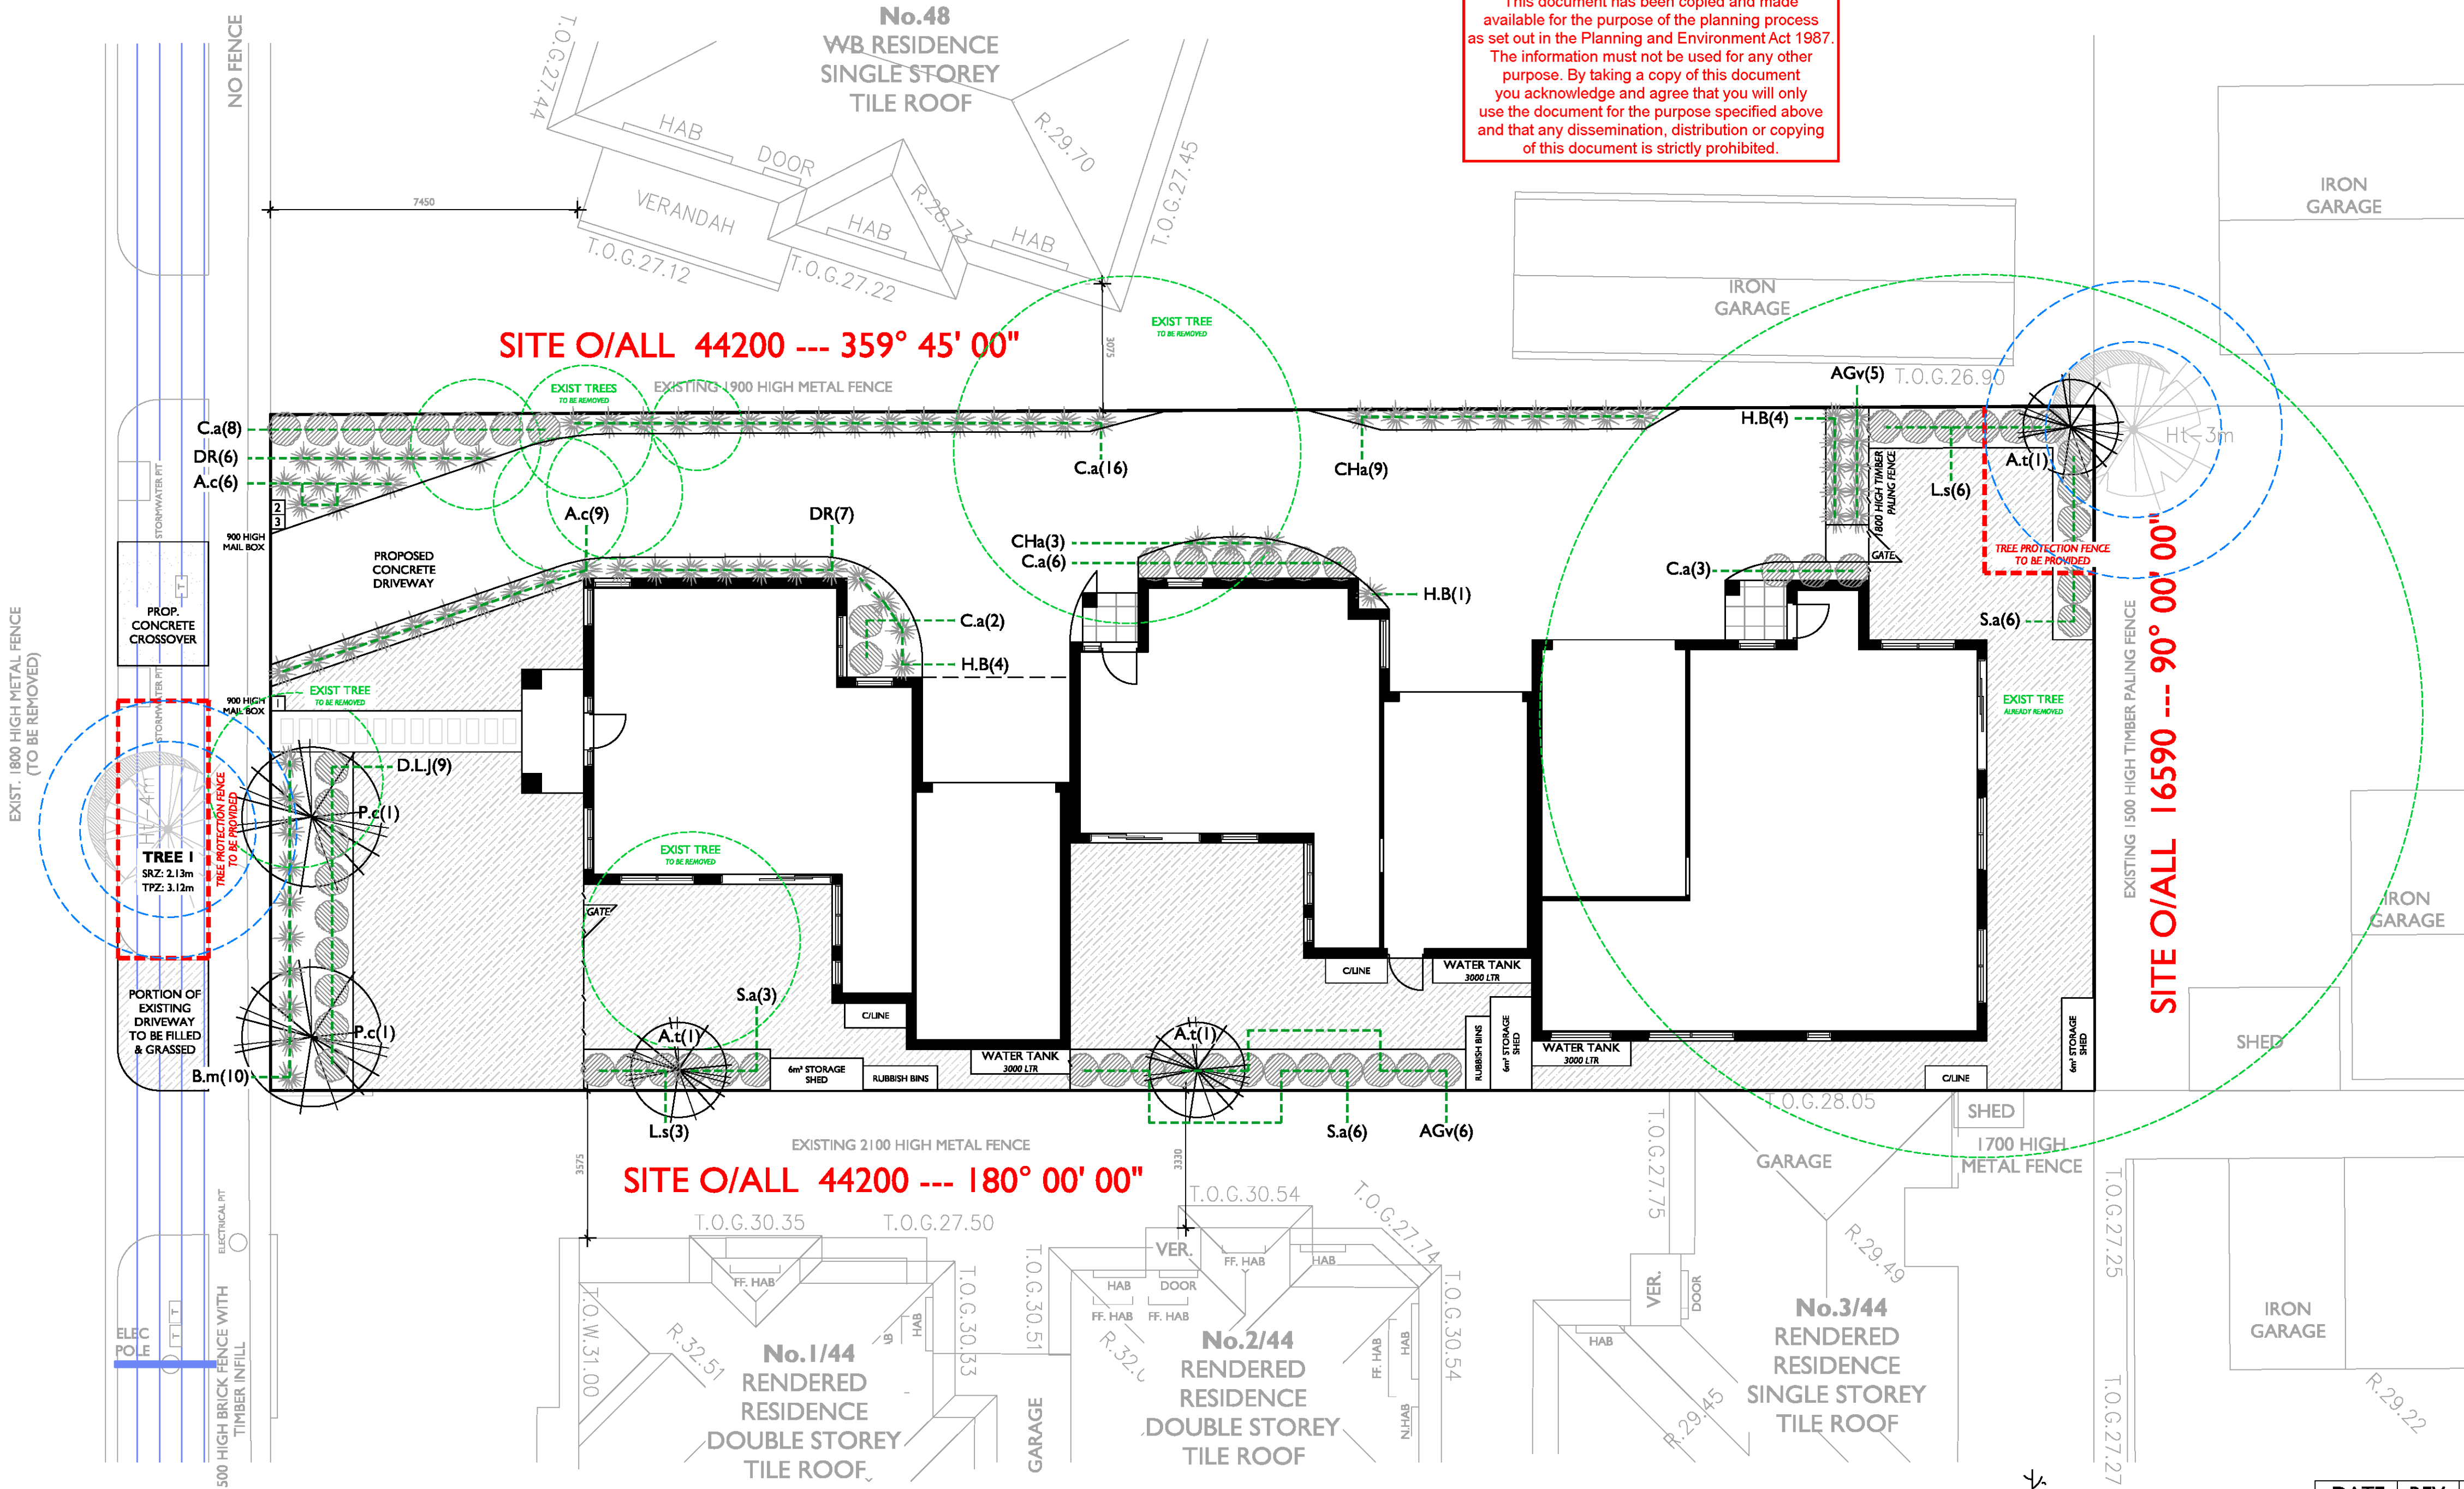 This document has been copied and made
available for the purpose of the planning process
as set out in the Planning and Environment Act 1987.
The information must not be used for any other
purpose. By taking a copy of this document
you acknowledge and agree that you will only
use the document for the purpose specified above
and that any dissemination, distribution or copying
of this document is strictly prohibited.
NO FENCE
No.48
WB RESIDENCE
SINGLE STOREY
TILE ROOF
T.O.G.27.44
HAB
DOOR
VERANDAH
R.29.70
T.O.G.27.45
R.28.73
HAB
HAB
T.O.G.27.12
T.O.G.27.22
7450
3075
IRON
GARAGE
IRON
GARAGE
EXIST TREE
TO BE REMOVED
SITE O/ALL 44200 --- 359° 45' 00"
EXISTING 1900 HIGH METAL FENCE
EXIST TREES
TO BE REMOVED
AGv(5)
T.O.G.26.90
H.B(4)
Ht-3m
C.a(8)
DR(6)
A.c(6)
C.a(16)
CHa(9)
A.t(1)
L.s(6)
1800 HIGH TIMBER
PALING FENCE
GATE
TREE PROTECTION FENCE
TO BE PROVIDED
STORMWATER PIT
2
3
900 HIGH
MAIL BOX
A.c(9)
DR(7)
CHa(3)
C.a(6)
C.a(3)
H.B(1)
S.a(6)
PROPOSED
CONCRETE
DRIVEWAY
T
PROP.
CONCRETE
CROSSOVER
C.a(2)
H.B(4)
EXIST. 1800 HIGH METAL FENCE
(TO BE REMOVED)
STORMWATER PIT
900 HIGH
MAIL BOX
1
EXIST TREE
TO BE REMOVED
EXIST TREE
ALREADY REMOVED
EXISTING 1500 HIGH TIMBER PALING FENCE
SITE O/ALL 16590 --- 90° 00' 00"
D.L.J(9)
P.c(1)
Ht-4m
TREE 1
SRZ: 2.13m
TPZ: 3.12m
TREE PROTECTION FENCE
TO BE PROVIDED
EXIST TREE
TO BE REMOVED
GATE
IRON
GARAGE
PORTION OF
EXISTING
DRIVEWAY
TO BE FILLED
& GRASSED
P.c(1)
B.m(10)
S.a(3)
A.t(1)
C/LINE
WATER TANK
3000 LTR
6m³ STORAGE
SHED
RUBBISH BINS
A.t(1)
C/LINE
WATER TANK
3000 LTR
RUBBISH BINS
6m³ STORAGE
SHED
WATER TANK
3000 LTR
C/LINE
6m³ STORAGE
SHED
SHED
L.s(3)
S.a(6)
AGv(6)
EXISTING 2100 HIGH METAL FENCE
SITE O/ALL 44200 --- 180° 00' 00"
3575
3330
T.O.G.28.05
SHED
1700 HIGH
METAL FENCE
GARAGE
T.O.G.27.75
T.O.G.27.25
ELECTRICAL PIT
T.O.G.30.35
T.O.G.27.50
T.O.G.30.54
T.O.G.27.74
FF. HAB
HAB
T.O.W.31.00
R.32.51
T.O.G.30.33
T.O.G.30.51
VER.
HAB
DOOR
FF. HAB
HAB
FF. HAB
FF. HAB
T.O.G.30.54
FF. HAB
HAB
N.HAB
VER.
DOOR
HAB
R.29.49
R.29.45
ELEC
POLE
T
T
500 HIGH BRICK FENCE WITH
TIMBER INFILL
No.1/44
RENDERED
RESIDENCE
DOUBLE STOREY
TILE ROOF
GARAGE
No.2/44
RENDERED
RESIDENCE
DOUBLE STOREY
TILE ROOF
No.3/44
RENDERED
RESIDENCE
SINGLE STOREY
TILE ROOF
IRON
GARAGE
R.29.22
T.O.G.27.27
DATE
REV